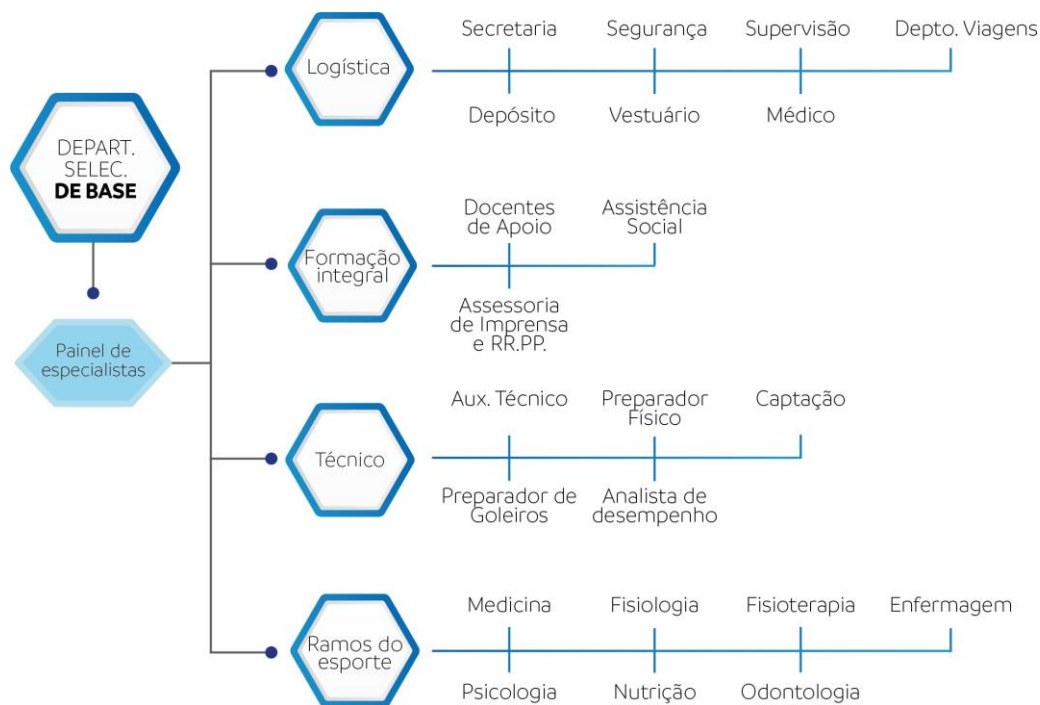 DEPART.
SELEC.
DE BASE
Painel de
especialistas
Logística
Secretaria
Segurança
Supervisão
Depto. Viagens
Depósito
Vestuário
Médico
Formação
integral
Docentes
de Apoio
Assistência
Social
Assessoria
de Imprensa
e RR.PP.
Técnico
Aux. Técnico
Preparador
Físico
Captação
Preparador de
Goleiros
Analista de
desempenho
Ramos do
esporte
Medicina
Fisiologia
Fisioterapia
Enfermagem
Psicologia
Nutrição
Odontologia